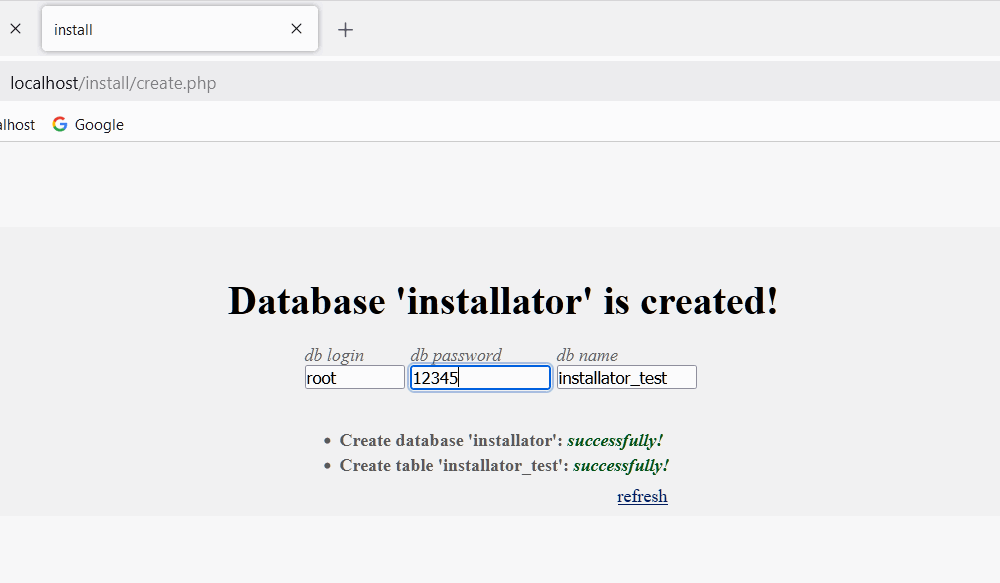 install
localhost/install/create.php
alhost Google
Database 'installator' is created!
db login db password db name
root 12345 installator_test
• Create database 'installator': successfully!
• Create table 'installator_test': successfully!
refresh